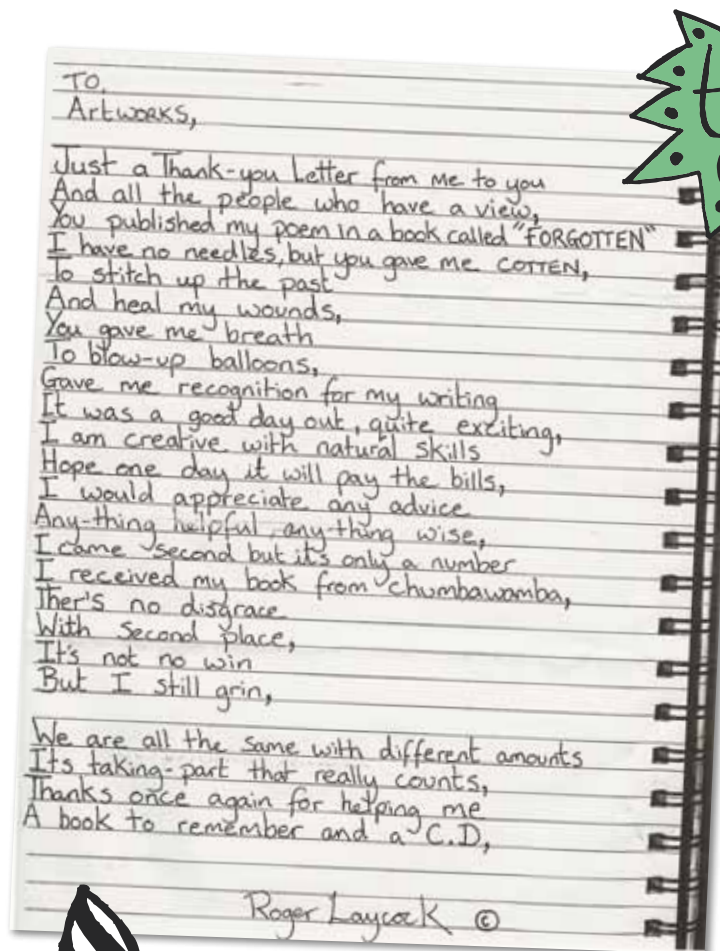 TO,
Artworks,
Just a Thank-you Letter from me to you
And all the people who have a view,
You published my poem in a book called "FORGOTTEN"
I have no needles, but you gave me COTTEN,
To stitch up the past
And heal my wounds,
You gave me breath
To blow-up balloons,
Gave me recognition for my writing
It was a good day out, quite exciting,
I am creative with natural skills
Hope one day it will pay the bills,
I would appreciate any advice
Any-thing helpful, any-thing wise,
I came second but it's only a number
I received my book from chumbawamba,
Ther's no disgrace
With second place,
It's not no win
But I still grin,
We are all the same with different amounts
Its taking-part that really counts,
Thanks once again for helping me
A book to remember and a C.D,
Roger Laycock ©